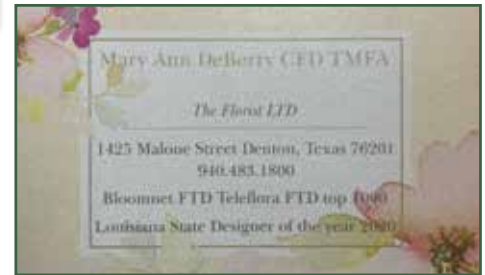 Mary Ann DeBerry CFD TMFA
The Florist LTD
1425 Malone Street Denton, Texas 76201
940.483.1800
Bloomnet FTD Teleflora FTD top 1000
Louisiana State Designer of the year 2020